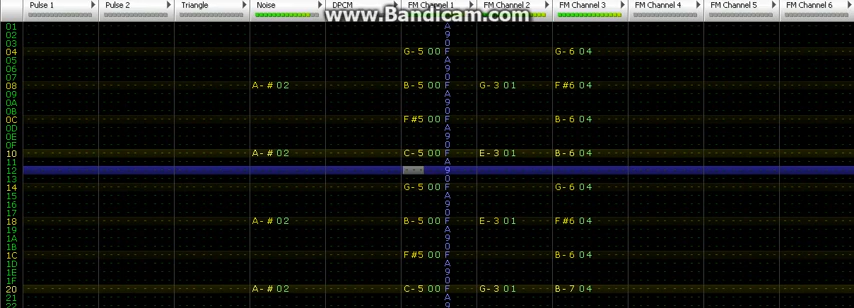 www.Bandicam.com
Pulse 1 Pulse 2 Triangle Noise DPCM FM Channel 1 FM Channel 2 FM Channel 3 FM Channel 4 FM Channel 5 FM Channel 6
01
02
03
04 G-5 00 G-6 04
05
06
07
08 A-# 02 B-5 00 G-3 01 F#6 04
09
0A
0B
0C F#5 00 B-6 04
0D
0E
0F
10 A-# 02 C-5 00 E-3 01 B-6 04
11
12
13
14 G-5 00 G-6 04
15
16
17
18 A-# 02 B-5 00 E-3 01 F#6 04
19
1A
1B
1C F#5 00 B-6 04
1D
1E
1F
20 A-# 02 C-5 00 G-3 01 B-7 04
21
22